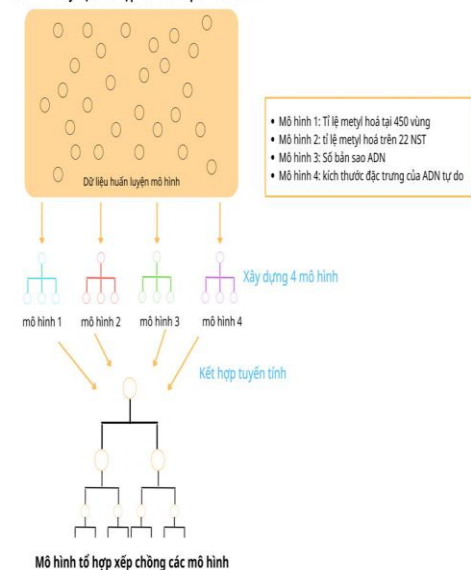 Dữ liệu huấn luyện mô hình
• Mô hình 1: Tỉ lệ metyl hoá tại 450 vùng
• Mô hình 2: tỉ lệ metyl hoá trên 22 NST
• Mô hình 3: Số bản sao ADN
• Mô hình 4: kích thước đặc trưng của ADN tự do
Xây dựng 4 mô hình
mô hình 1 mô hình 2 mô hình 3 mô hình 4
Kết hợp tuyến tính
Mô hình tổ hợp xếp chồng các mô hình